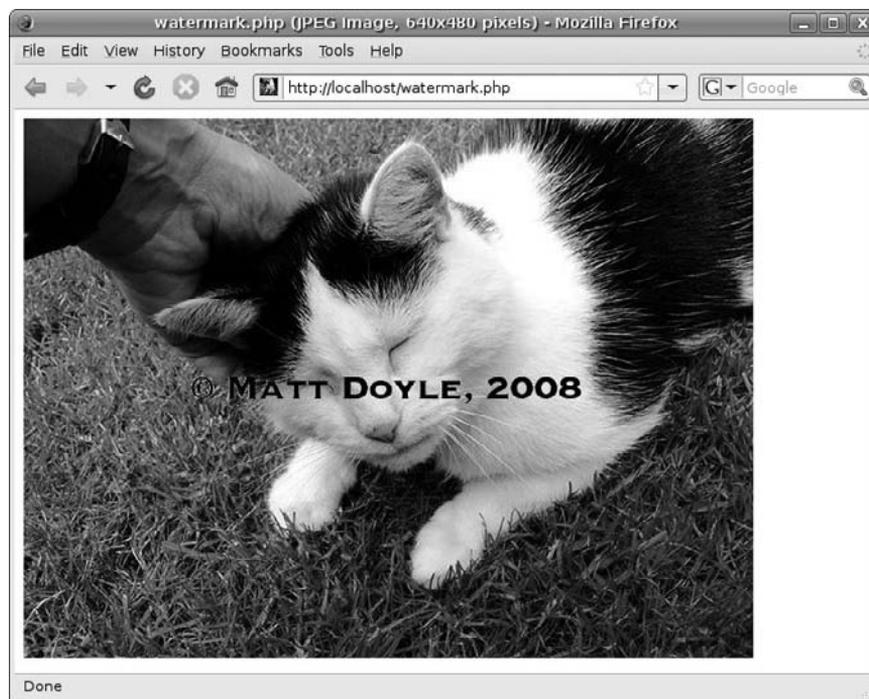 watermark.php (JPEG Image, 640x480 pixels) - Mozilla Firefox
File Edit View History Bookmarks Tools Help
http://localhost/watermark.php
G Google
© MATT DOYLE, 2008
Done